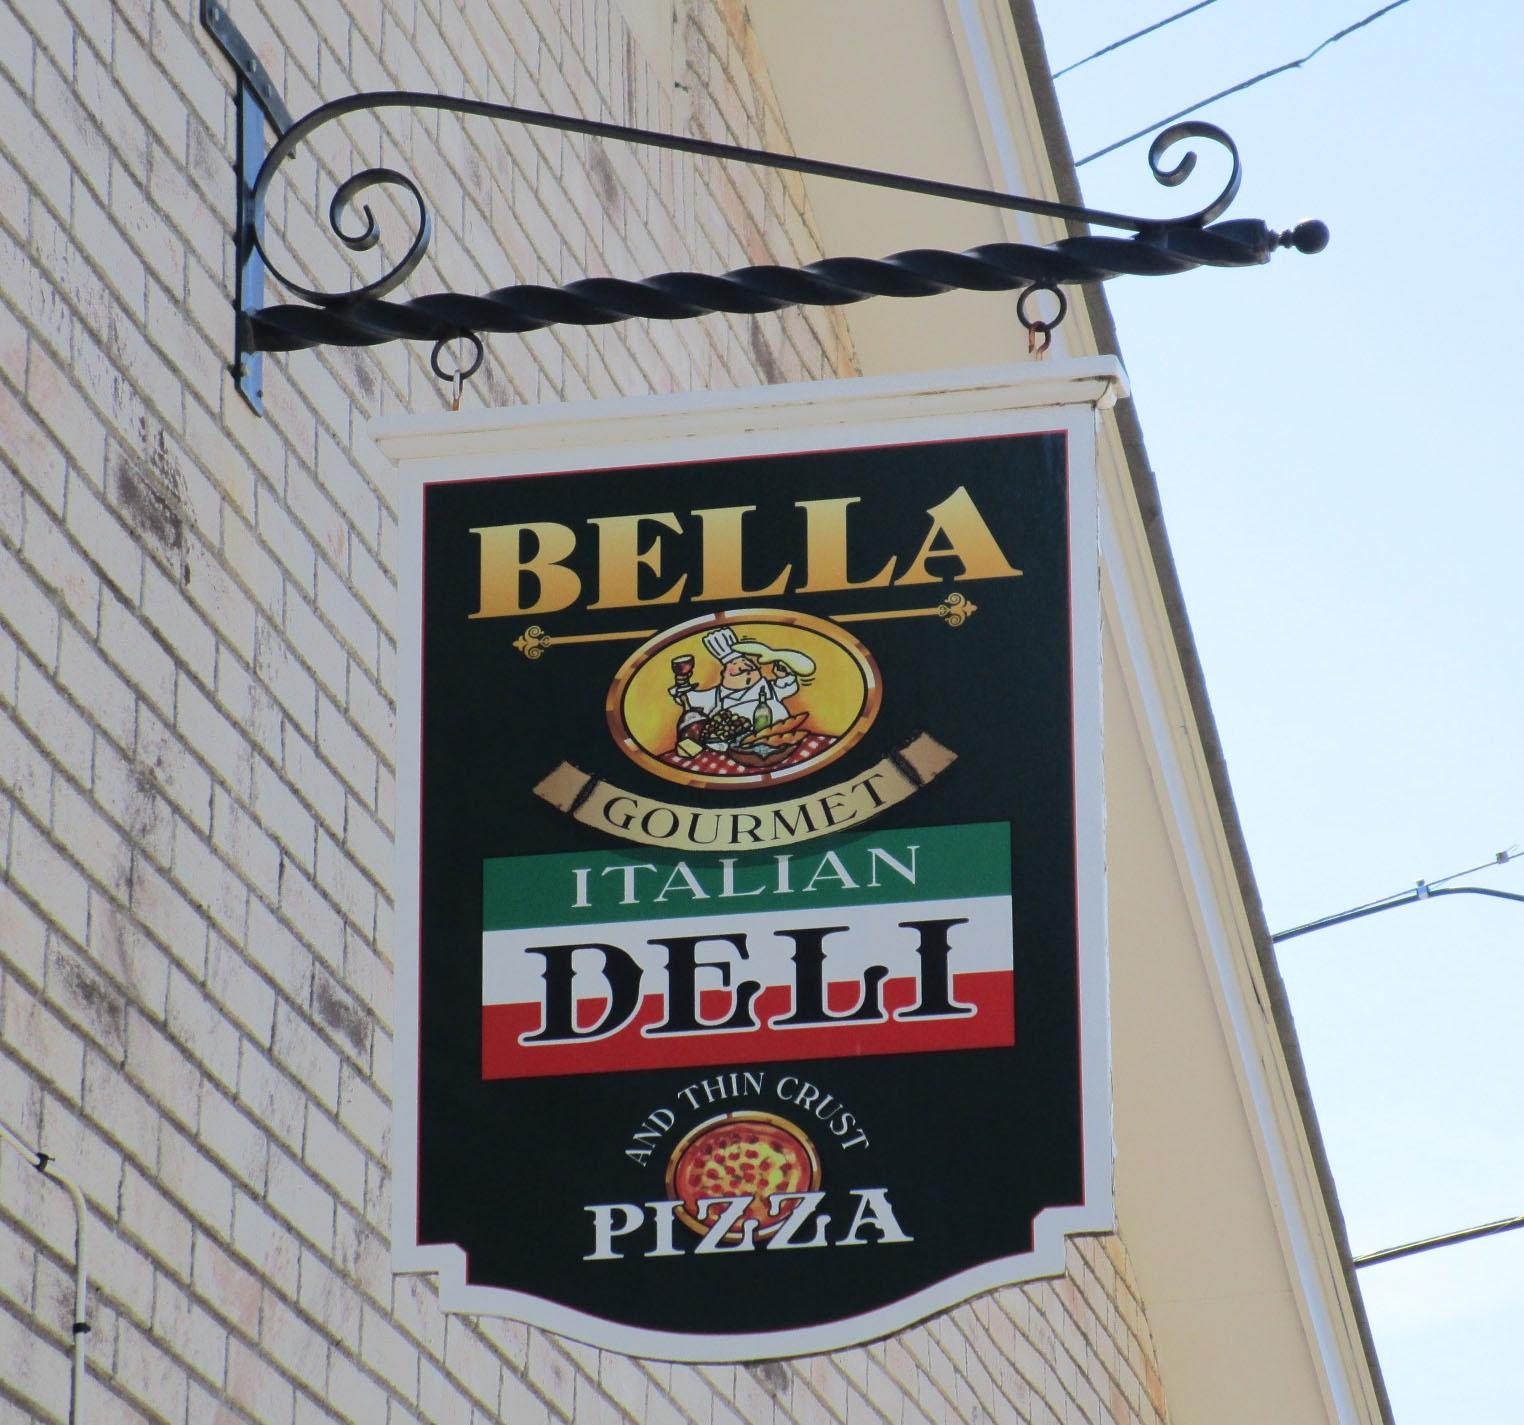 BELLA
GOURMET
ITALIAN
DELI
AND THIN CRUST
PIZZA